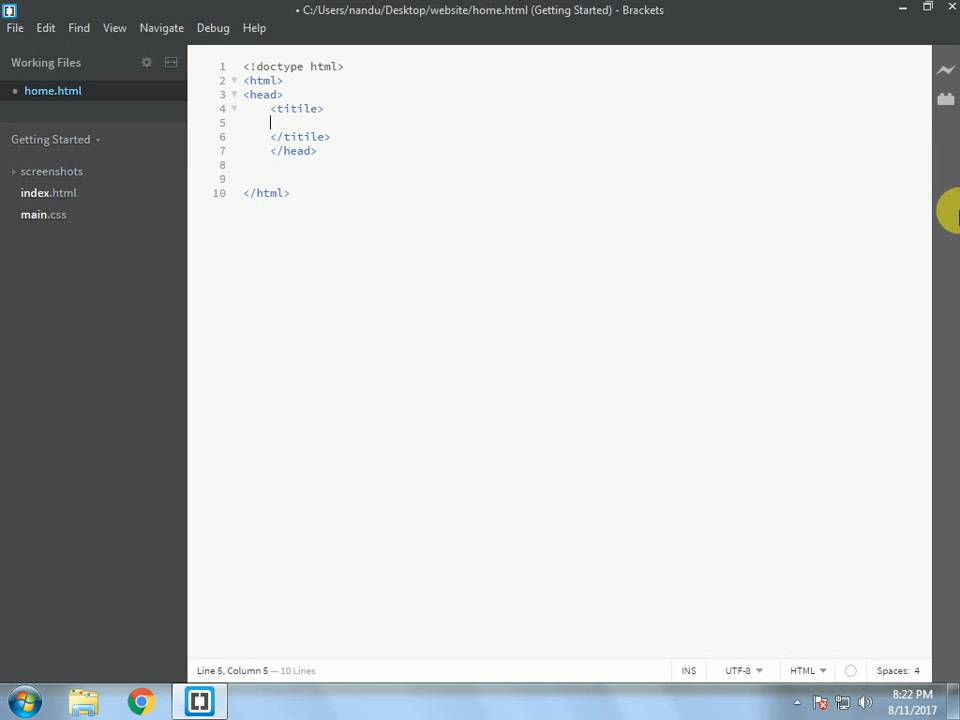 • C:/Users/nandu/Desktop/website/home.html (Getting Started) - Brackets
File Edit Find View Navigate Debug Help
Working Files
• home.html
Getting Started
screenshots
index.html
main.css
1 <!doctype html>
2 <html>
3 <head>
4 <titile>
5
6 </titile>
7 </head>
8
9
10 </html>
Line 5, Column 5 — 10 Lines
INS UTF-8 HTML Spaces: 4
8:22 PM
8/11/2017